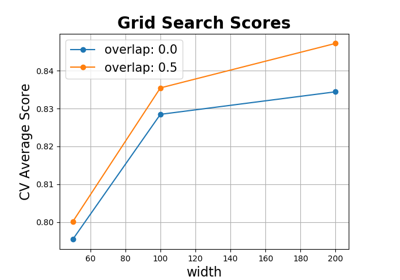 Grid Search Scores
overlap: 0.0
overlap: 0.5
CV Average Score
0.84
0.83
0.82
0.81
0.80
60 80 100 120 140 160 180 200
width